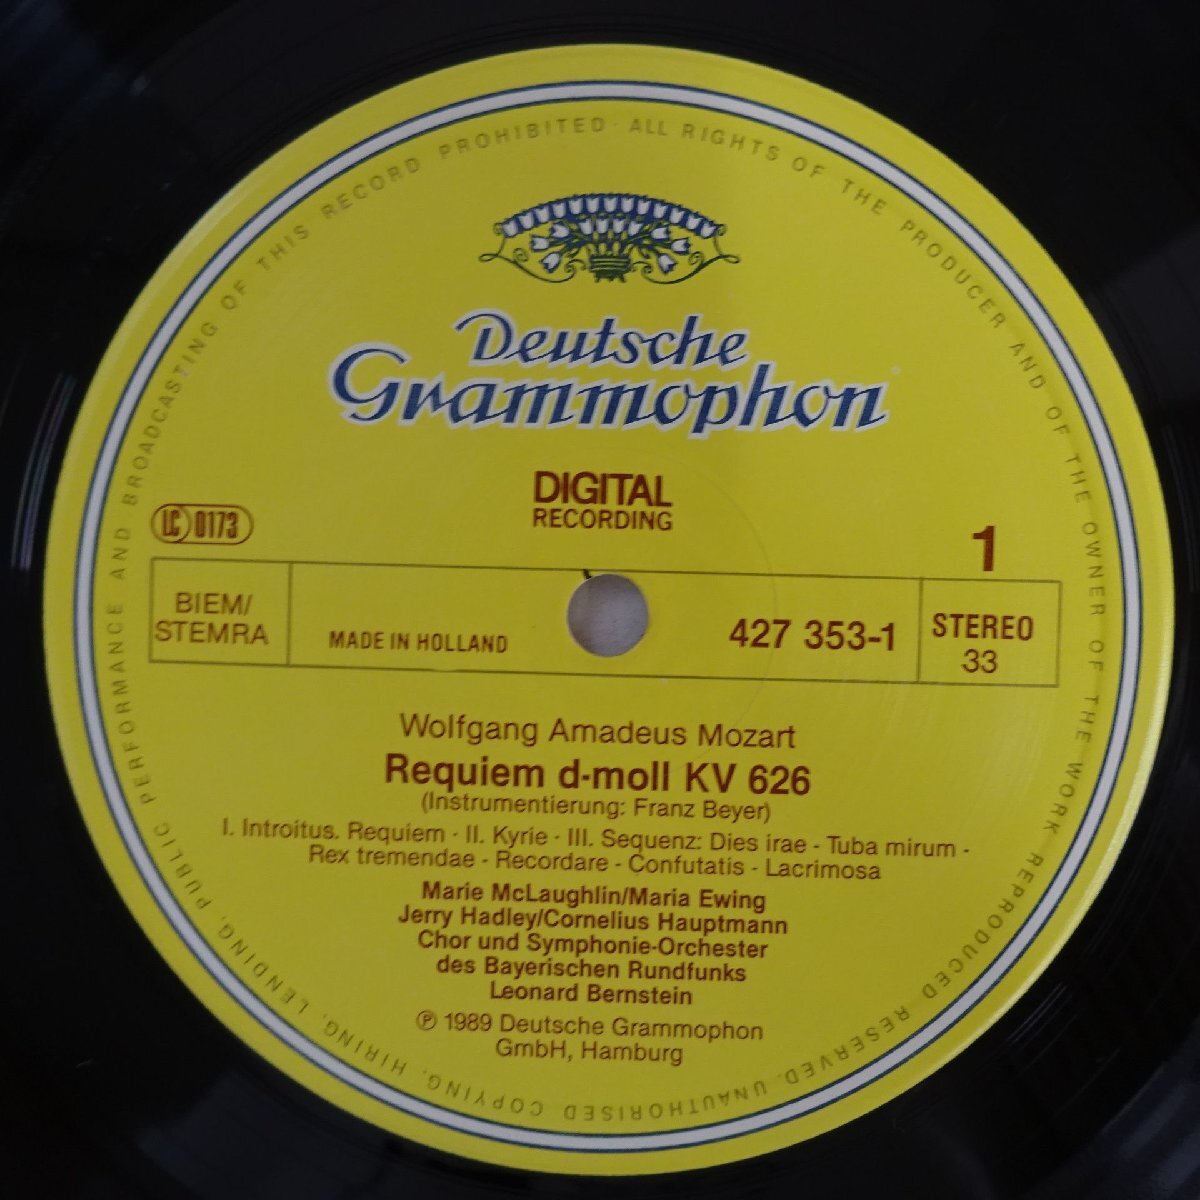 ALL RIGHTS OF THE PRODUCER AND OF THE OWNER OF THE WORK REPRODUCED RESERVED. UNAUTHORISED COPYING, HIRING, LENDING, PUBLIC PERFORMANCE AND BROADCASTING OF THIS RECORD PROHIBITED ·
Deutsche
Grammophon
DIGITAL
RECORDING
LC 0173
1
BIEM/
STEMRA
MADE IN HOLLAND
427 353-1
STEREO
33
Wolfgang Amadeus Mozart
Requiem d-moll KV 626
(Instrumentierung: Franz Beyer)
I. Introitus. Requiem · II. Kyrie · III. Sequenz: Dies irae - Tuba mirum -
Rex tremendae - Recordare - Confutatis - Lacrimosa
Marie McLaughlin/Maria Ewing
Jerry Hadley/Cornelius Hauptmann
Chor und Symphonie-Orchester
des Bayerischen Rundfunks
Leonard Bernstein
℗ 1989 Deutsche Grammophon
GmbH, Hamburg